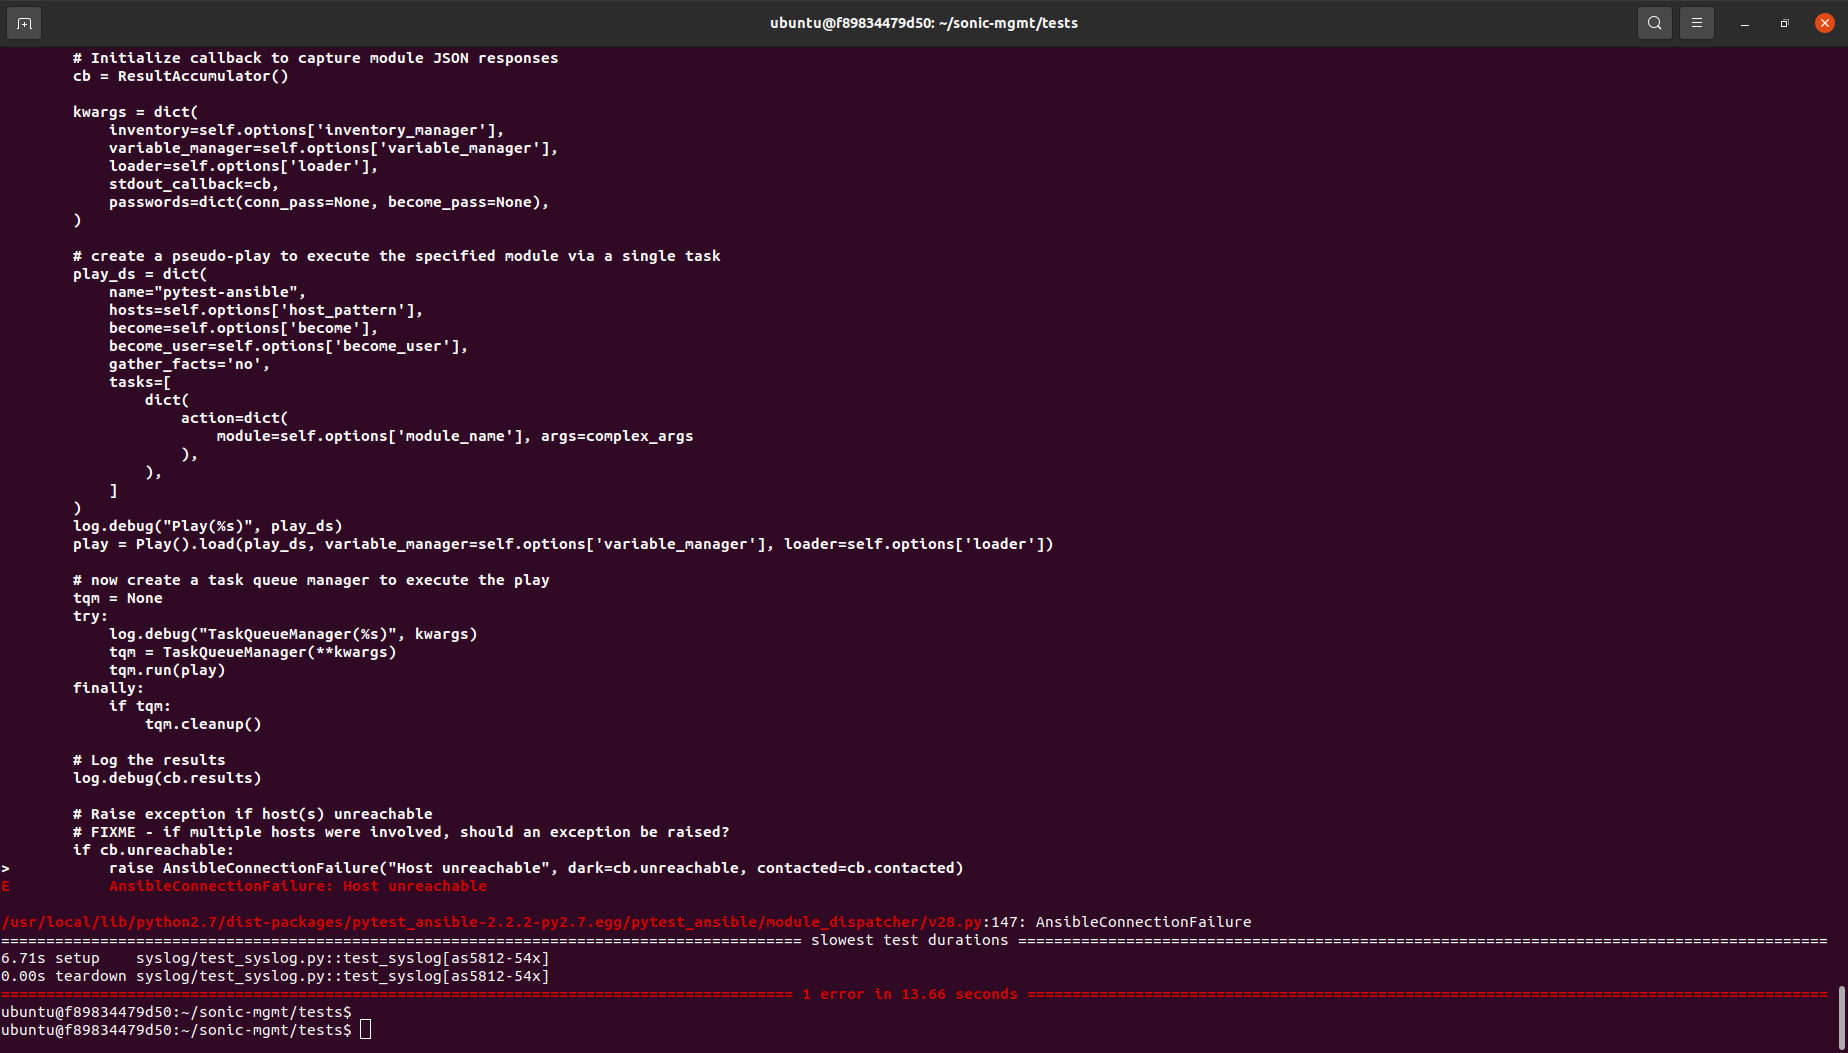 ubuntu@f89834479d50: ~/sonic-mgmt/tests
# Initialize callback to capture module JSON responses
cb = ResultAccumulator()
kwargs = dict(
inventory=self.options['inventory_manager'],
variable_manager=self.options['variable_manager'],
loader=self.options['loader'],
stdout_callback=cb,
passwords=dict(conn_pass=None, become_pass=None),
)
# create a pseudo-play to execute the specified module via a single task
play_ds = dict(
name="pytest-ansible",
hosts=self.options['host_pattern'],
become=self.options['become'],
become_user=self.options['become_user'],
gather_facts='no',
tasks=[
dict(
action=dict(
module=self.options['module_name'], args=complex_args
),
),
]
)
log.debug("Play(%s)", play_ds)
play = Play().load(play_ds, variable_manager=self.options['variable_manager'], loader=self.options['loader'])
# now create a task queue manager to execute the play
tqm = None
try:
log.debug("TaskQueueManager(%s)", kwargs)
tqm = TaskQueueManager(**kwargs)
tqm.run(play)
finally:
if tqm:
tqm.cleanup()
# Log the results
log.debug(cb.results)
# Raise exception if host(s) unreachable
# FIXME - if multiple hosts were involved, should an exception be raised?
if cb.unreachable:
> raise AnsibleConnectionFailure("Host unreachable", dark=cb.unreachable, contacted=cb.contacted)
E AnsibleConnectionFailure: Host unreachable
/usr/local/lib/python2.7/dist-packages/pytest_ansible-2.2.2-py2.7.egg/pytest_ansible/module_dispatcher/v28.py:147: AnsibleConnectionFailure
========================================================================================= slowest test durations ==========================================================================================
6.71s setup    syslog/test_syslog.py::test_syslog[as5812-54x]
0.00s teardown syslog/test_syslog.py::test_syslog[as5812-54x]
======================================================================================== 1 error in 13.66 seconds =========================================================================================
ubuntu@f89834479d50:~/sonic-mgmt/tests$
ubuntu@f89834479d50:~/sonic-mgmt/tests$